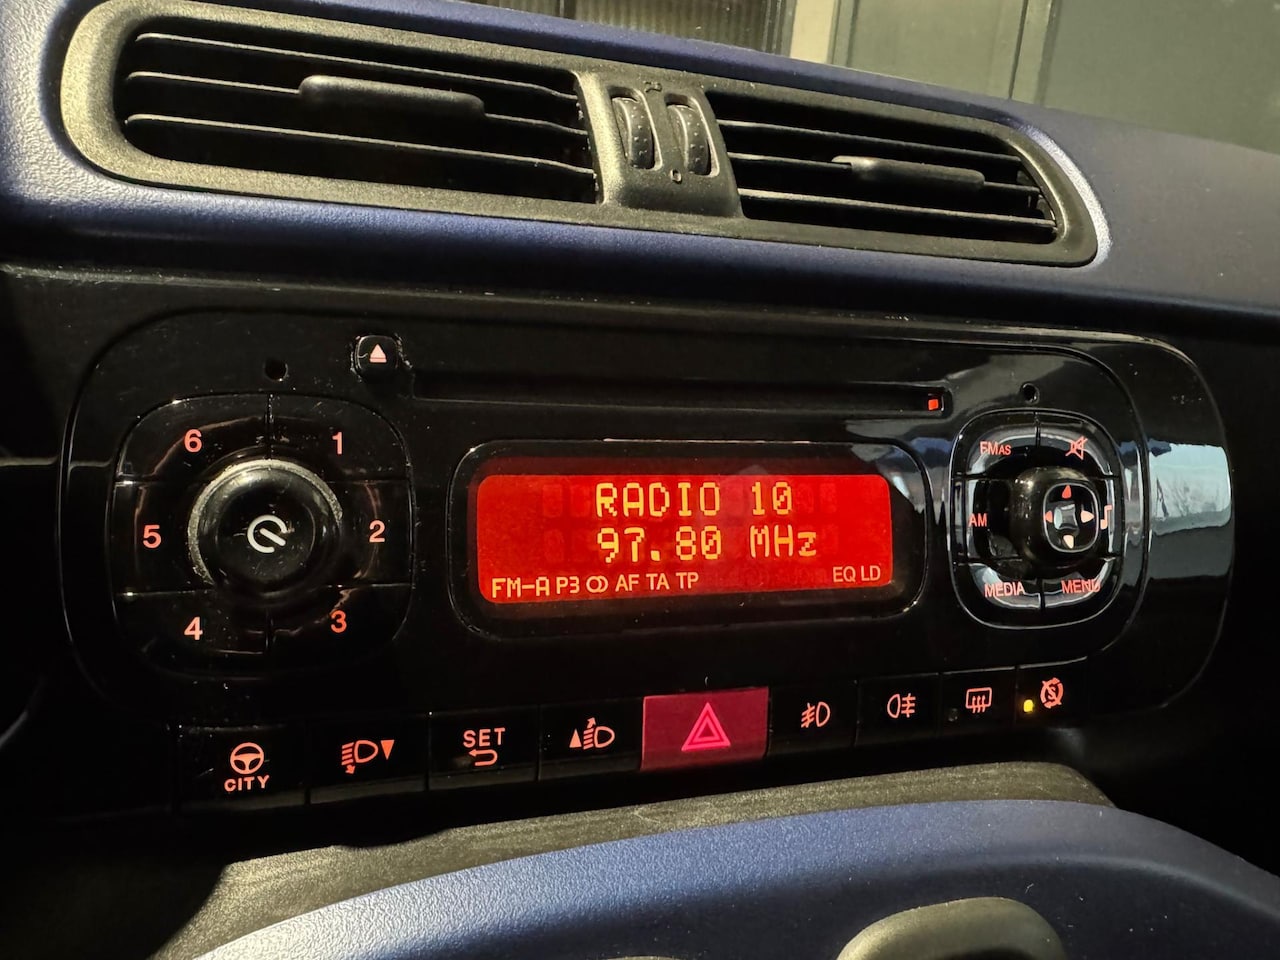 6 1
5 2
4 3
RADIO 10
97.80 MHz
FM-A P3 AF TA TP EQ LD
FMAS
AM
MEDIA MENU
CITY
SET